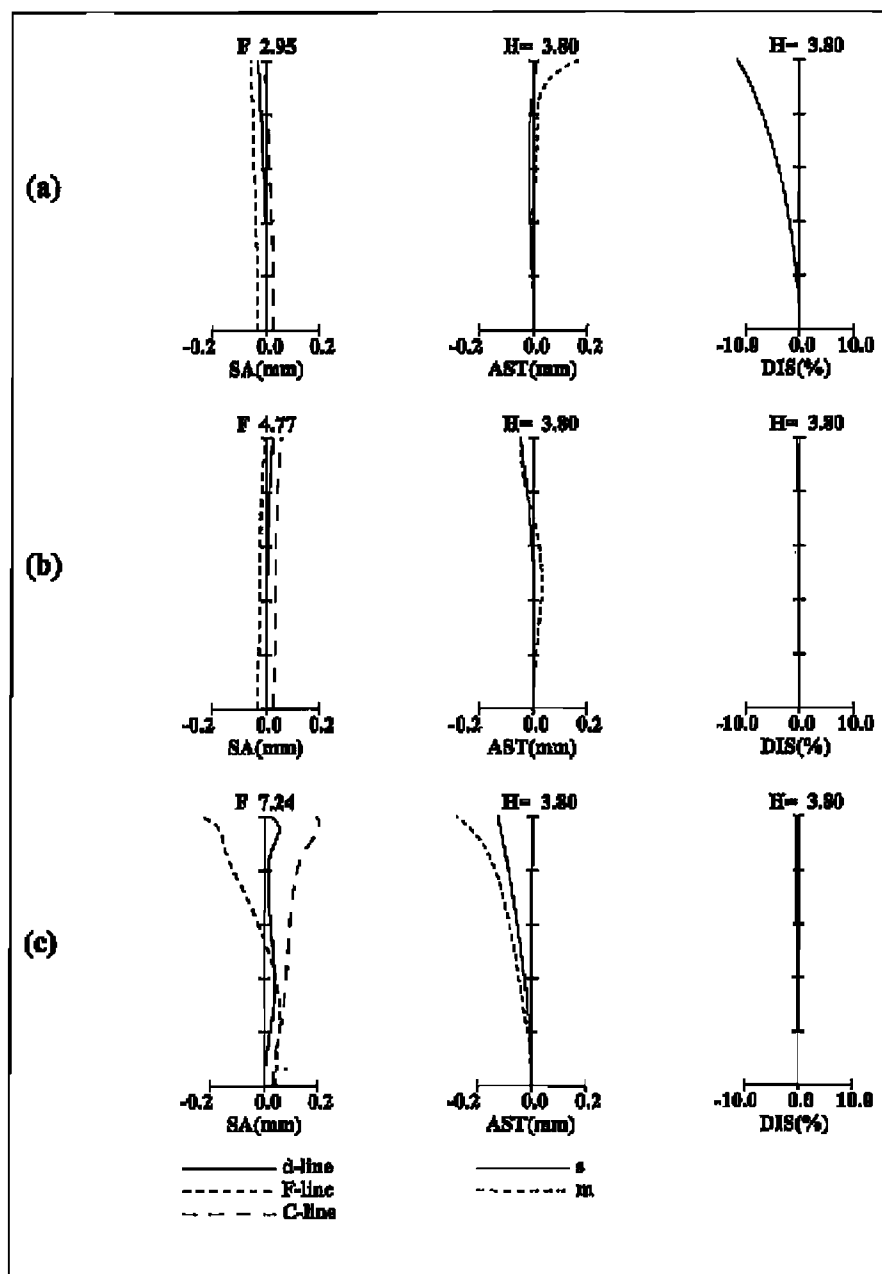 F 2.95 H= 3.80 H= 3.80
(a)
-0.2 0.0 0.2 -0.2 0.0 0.2 -10.0 0.0 10.0
SA(mm) AST(mm) DIS(%)
F 4.77 H= 3.80 H= 3.80
(b)
-0.2 0.0 0.2 -0.2 0.0 0.2 -10.0 0.0 10.0
SA(mm) AST(mm) DIS(%)
F 7.24 H= 3.80 H= 3.80
(c)
-0.2 0.0 0.2 -0.2 0.0 0.2 -10.0 0.0 10.0
SA(mm) AST(mm) DIS(%)
d-line s
F-line m
C-line